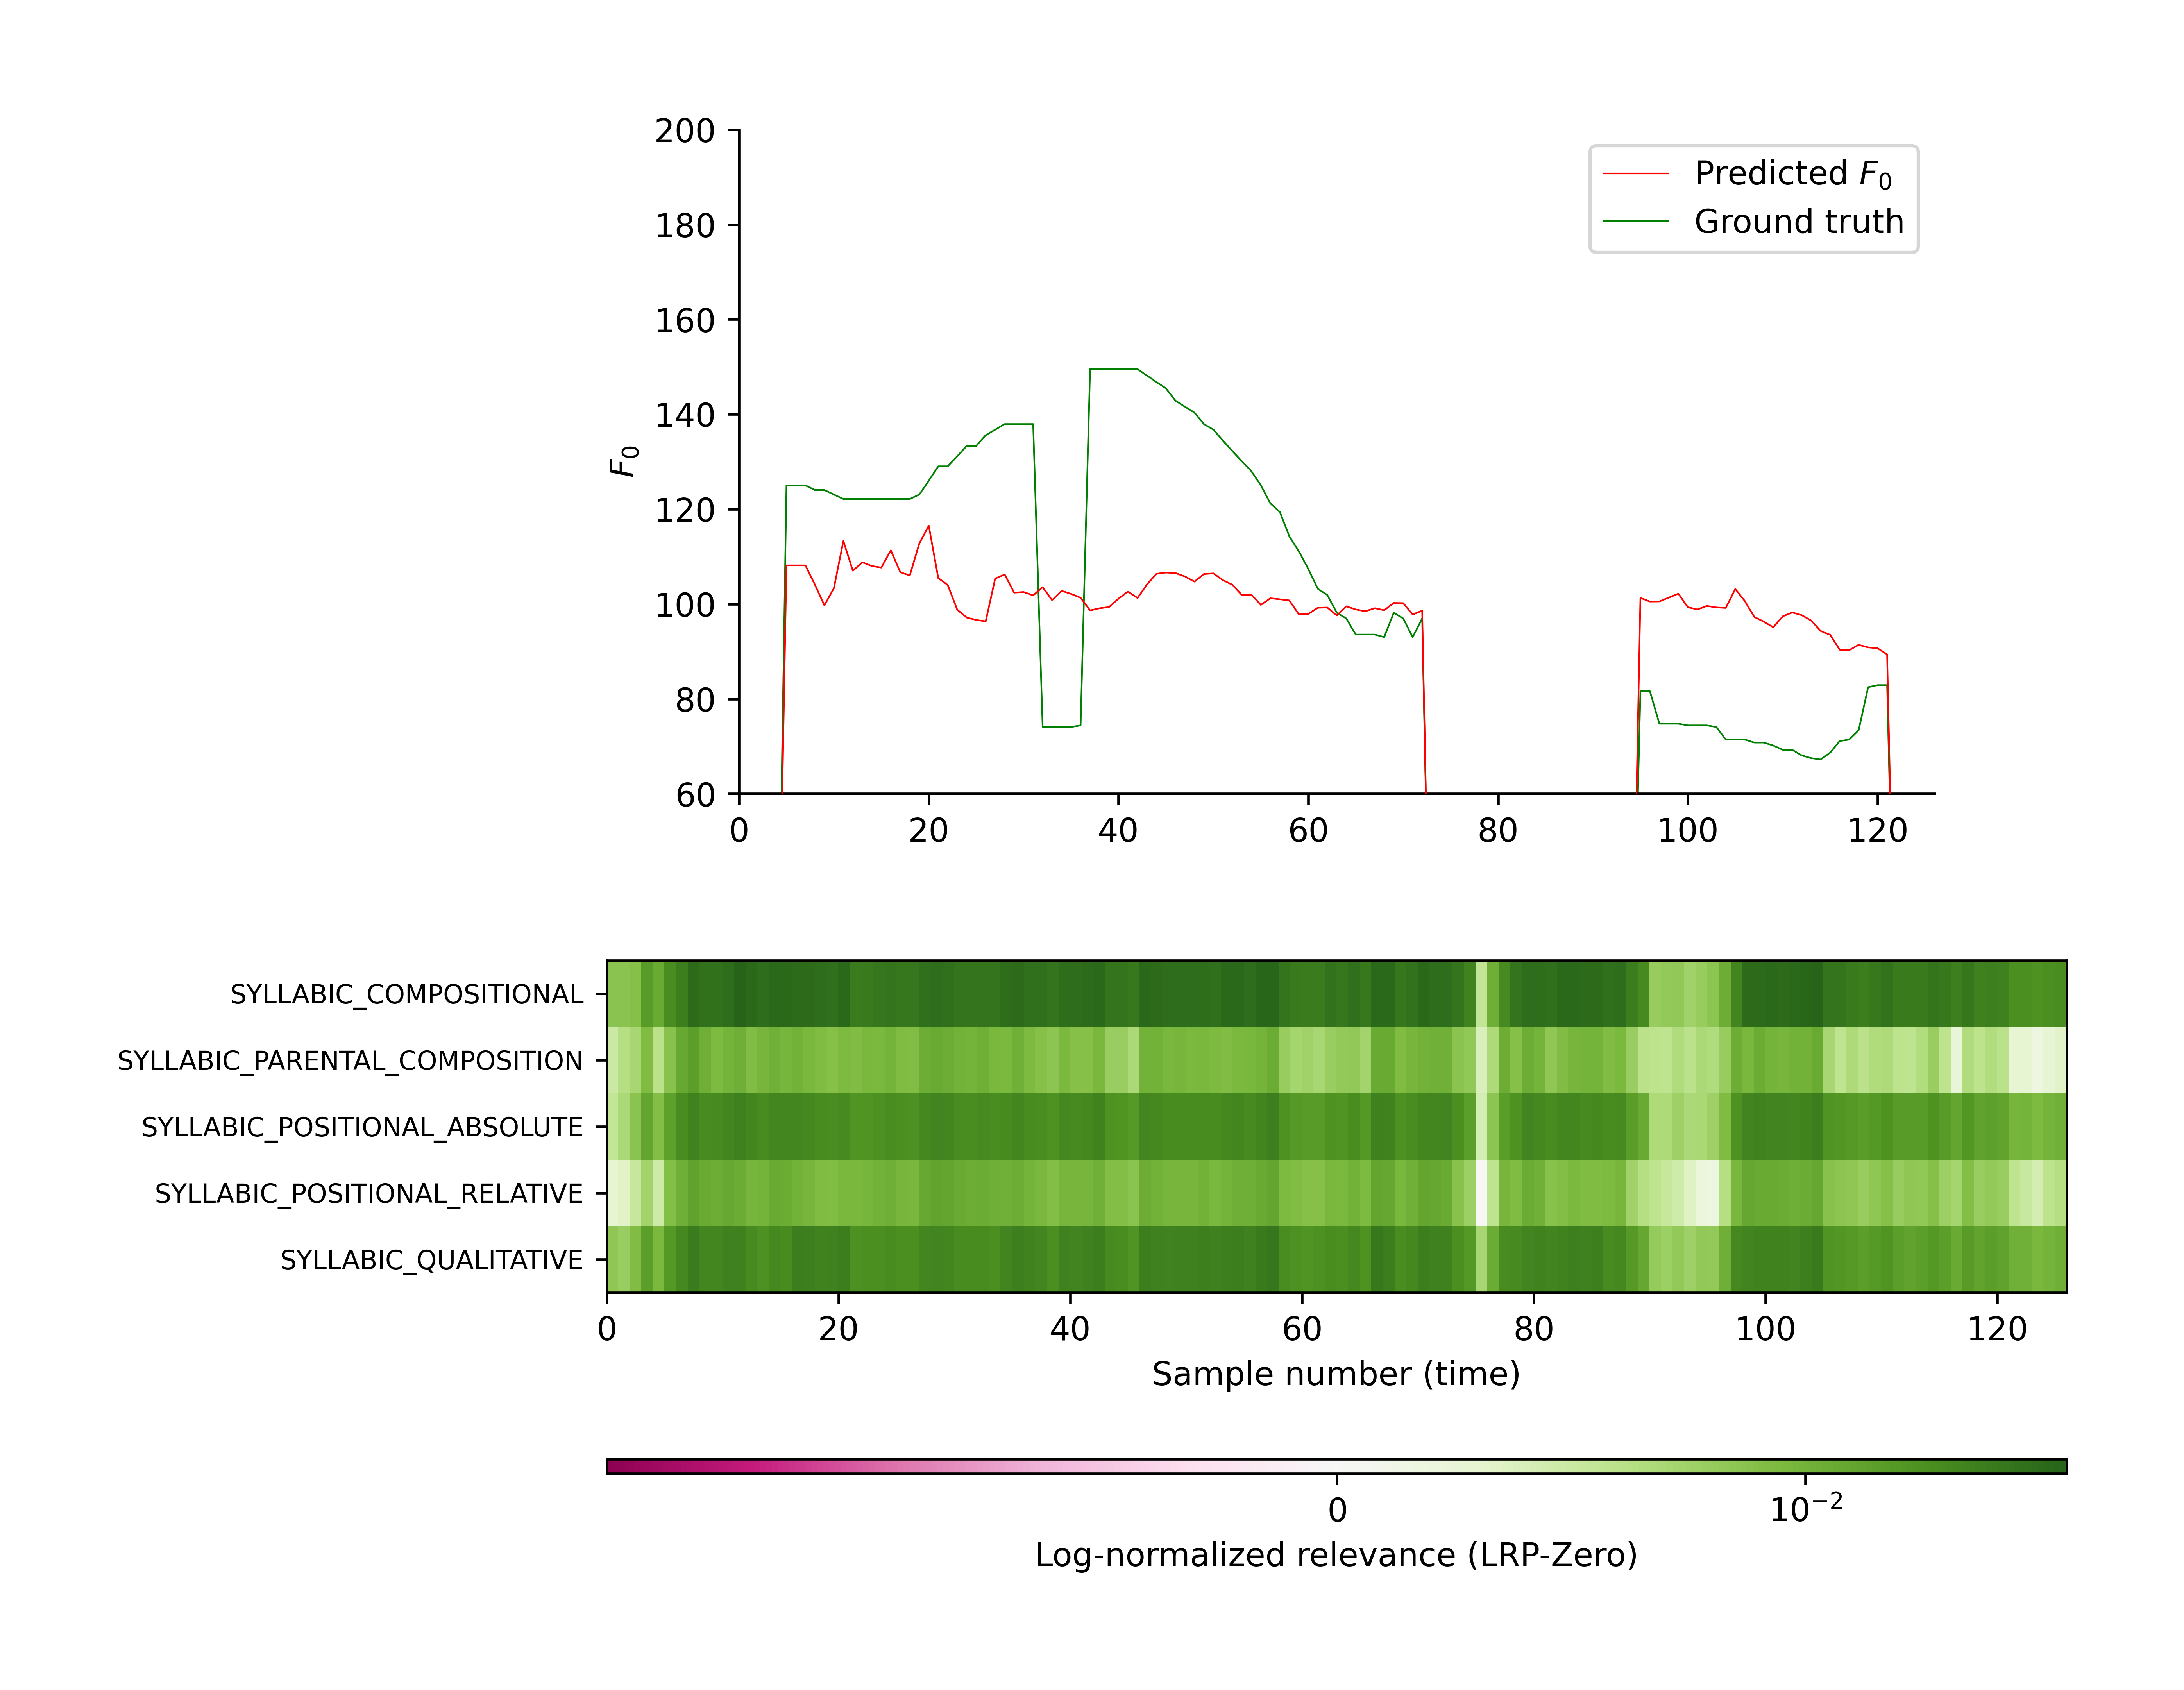 200
180
160
140
120
100
80
60
F₀
0 20 40 60 80 100 120
Predicted F₀
Ground truth
SYLLABIC_COMPOSITIONAL
SYLLABIC_PARENTAL_COMPOSITION
SYLLABIC_POSITIONAL_ABSOLUTE
SYLLABIC_POSITIONAL_RELATIVE
SYLLABIC_QUALITATIVE
0 20 40 60 80 100 120
Sample number (time)
0 10⁻²
Log-normalized relevance (LRP-Zero)